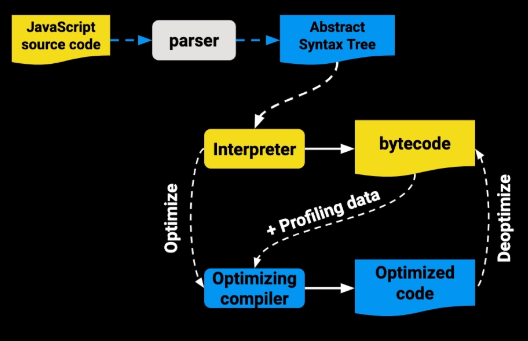 JavaScript
source code
parser
Abstract
Syntax Tree
Interpreter
bytecode
Optimize
+ Profiling data
Deoptimize
Optimizing
compiler
Optimized
code